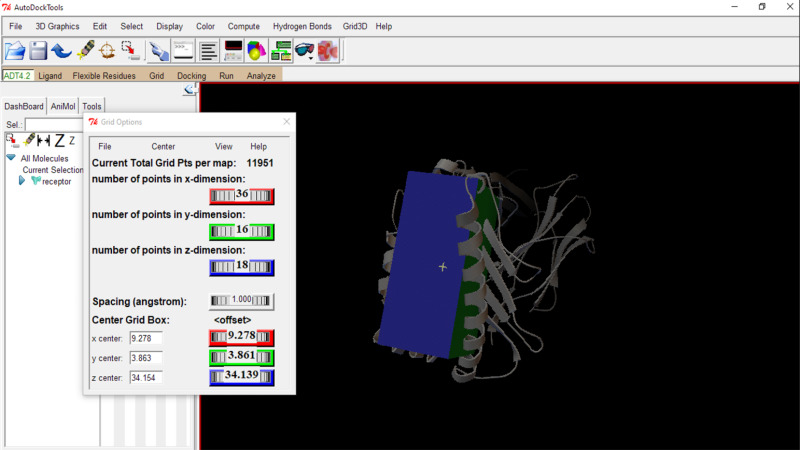 AutoDockTools
File 3D Graphics Edit Select Display Color Compute Hydrogen Bonds Grid3D Help
ADT4.2 Ligand Flexible Residues Grid Docking Run Analyze
DashBoard AniMol Tools
Sel.:
Z Z
All Molecules
Current Selection
receptor
Grid Options
File Center View Help
Current Total Grid Pts per map: 11951
number of points in x-dimension:
36
number of points in y-dimension:
16
number of points in z-dimension:
18
Spacing (angstrom): 1.000
Center Grid Box: <offset>
x center: 9.278 9.278
y center: 3.863 3.861
z center: 34.154 34.139